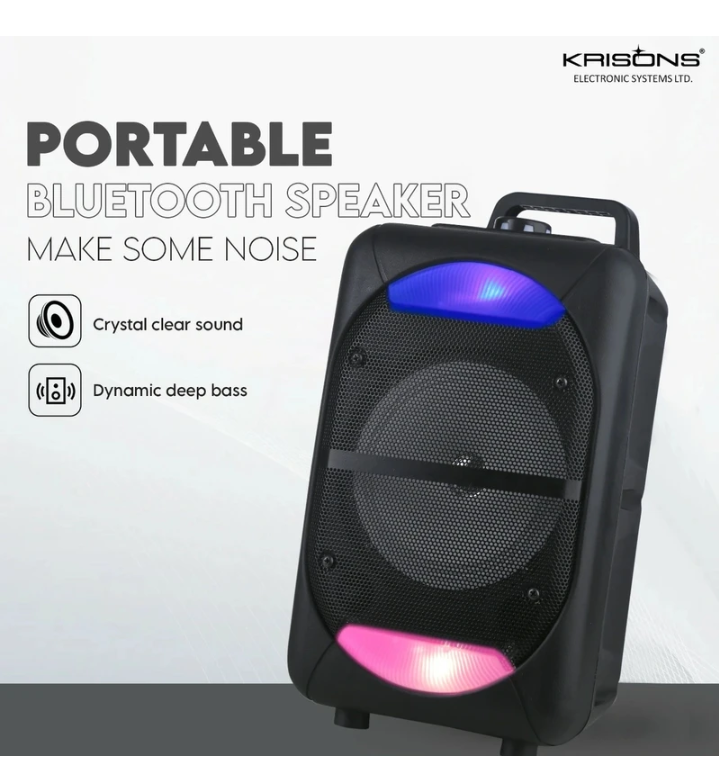 KRISONS®
ELECTRONIC SYSTEMS LTD.
PORTABLE
BLUETOOTH SPEAKER
MAKE SOME NOISE
Crystal clear sound
Dynamic deep bass